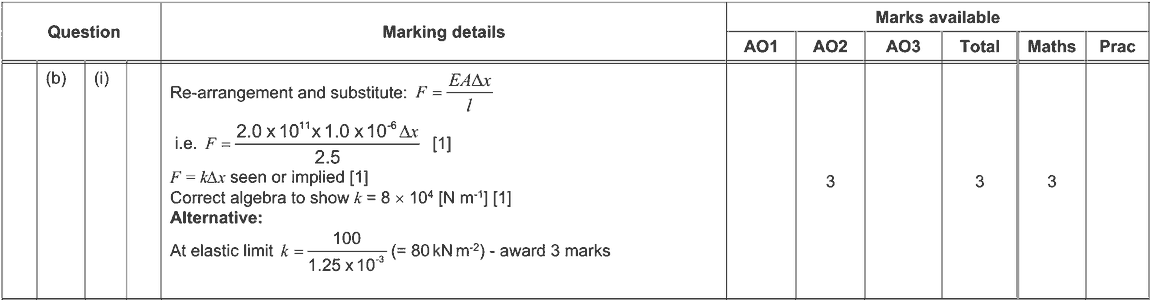 Question Marking details Marks available
AO1 AO2 AO3 Total Maths Prac
(b) (i) Re-arrangement and substitute: F = EAΔx / l
i.e. F = 2.0 x 10¹¹ x 1.0 x 10⁻⁶ Δx / 2.5 [1]
F = kΔx seen or implied [1]
Correct algebra to show k = 8 × 10⁴ [N m⁻¹] [1]
3 3 3
Alternative:
At elastic limit k = 100 / 1.25 x 10⁻³ (= 80 kN m⁻²) - award 3 marks